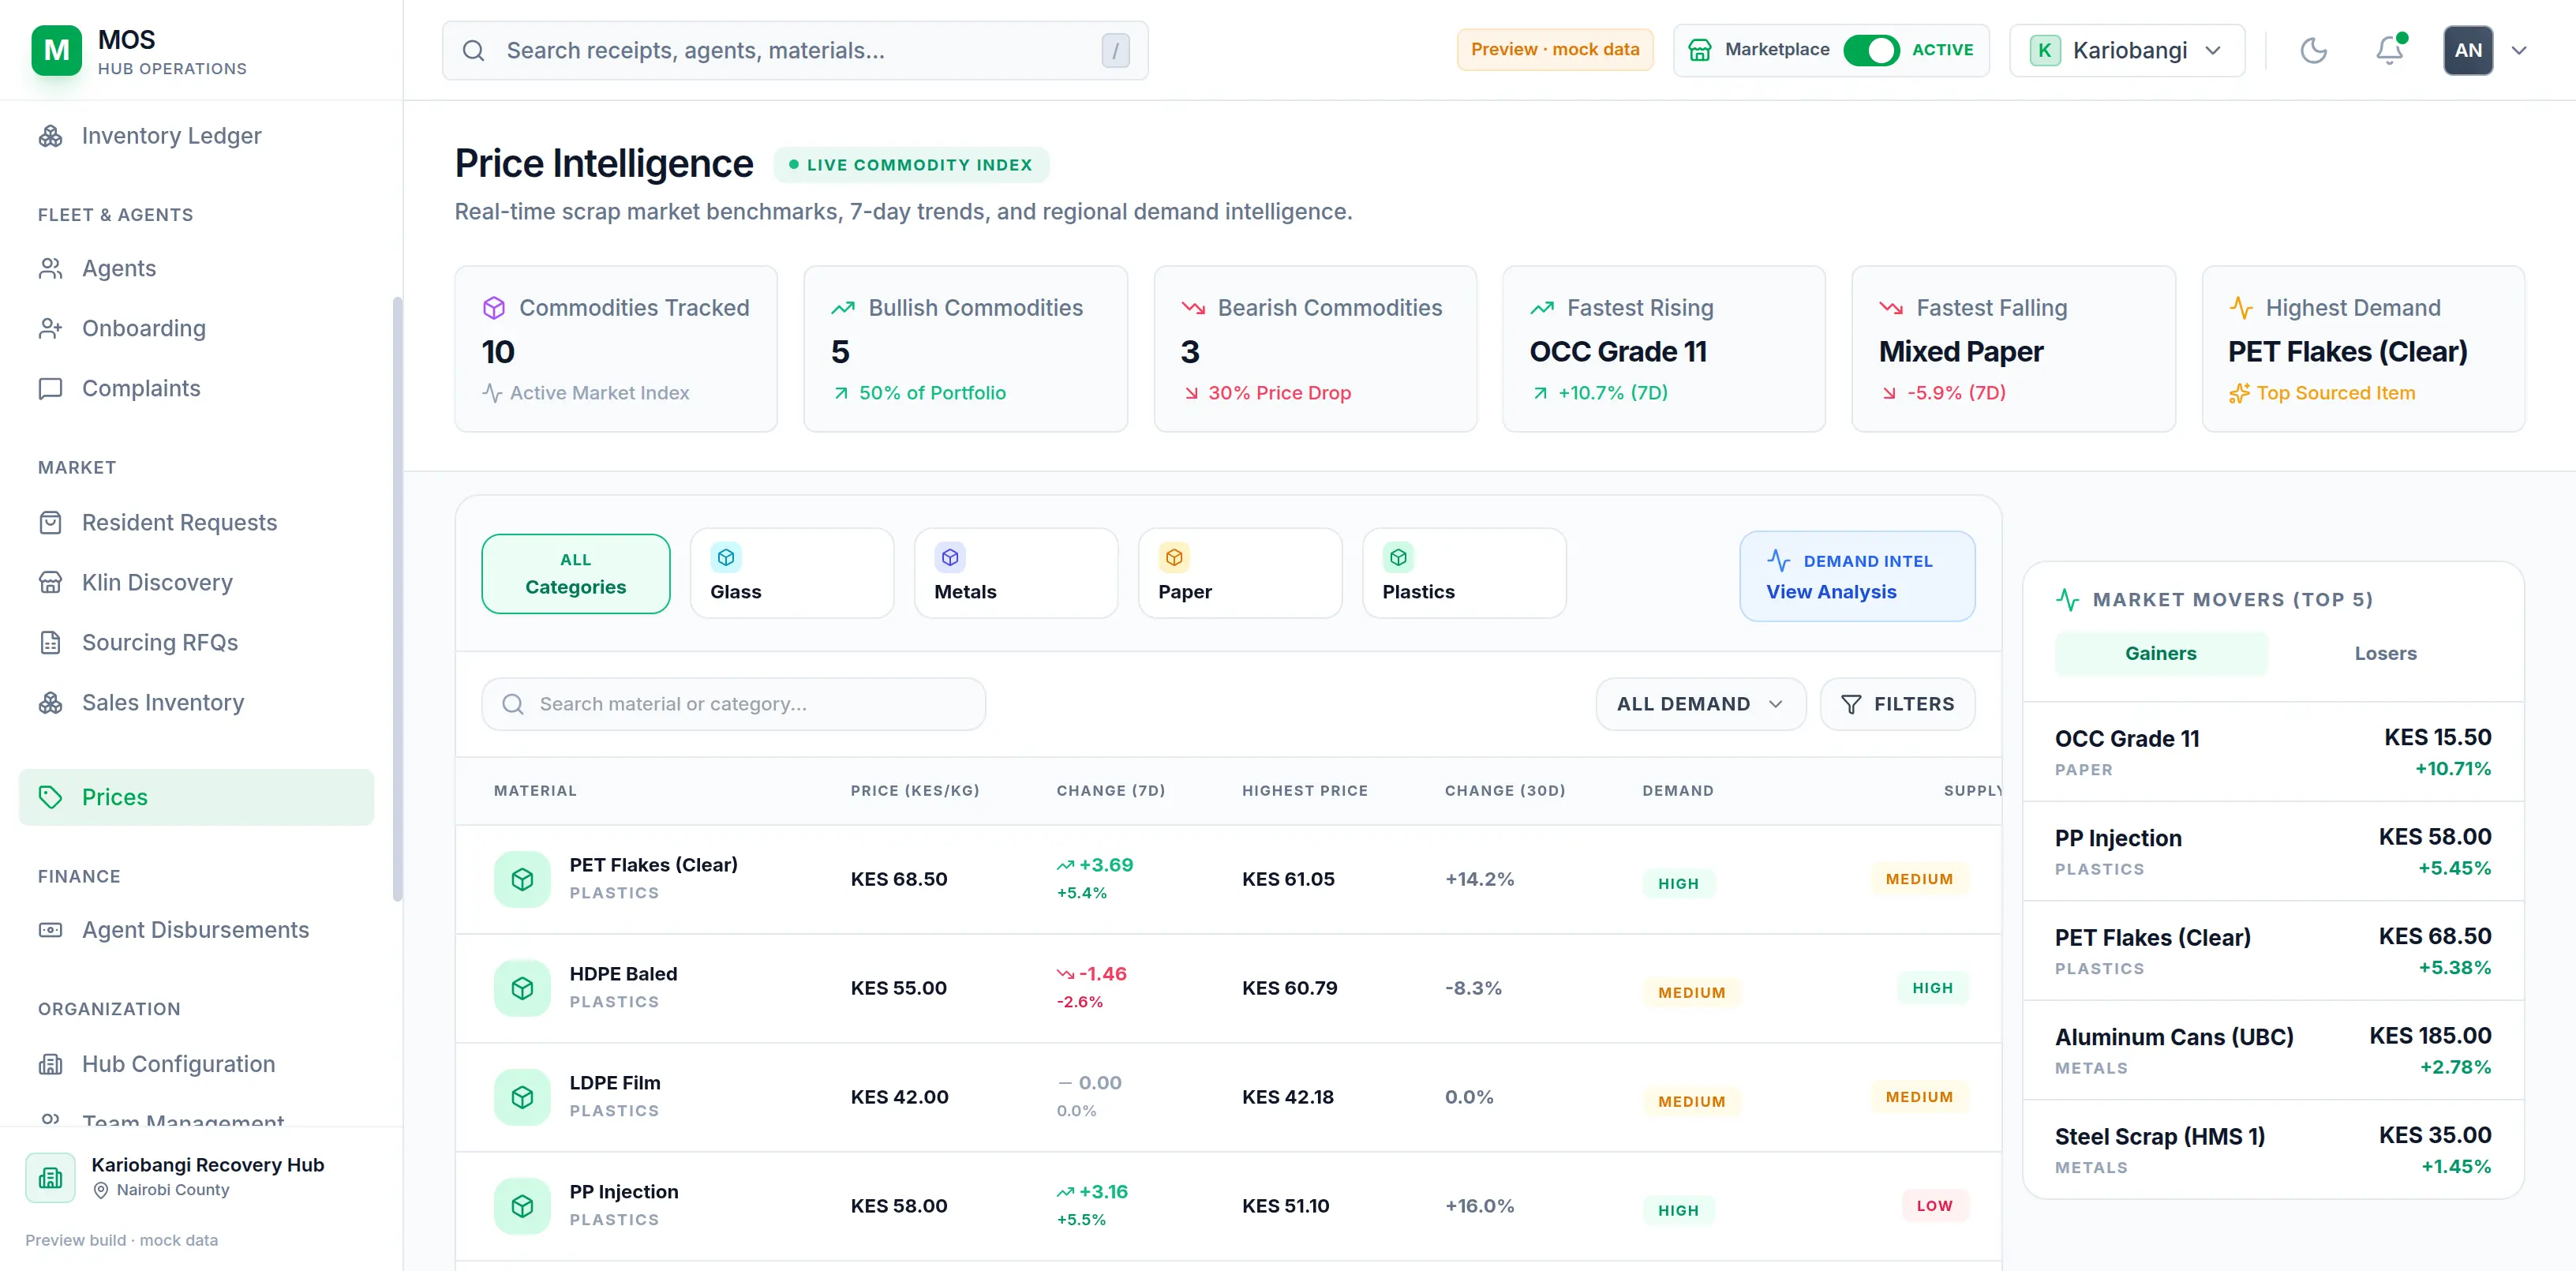 M
MOS
HUB OPERATIONS
Search receipts, agents, materials...
/
Preview · mock data
Marketplace
ACTIVE
K
Kariobangi
AN
Inventory Ledger
FLEET & AGENTS
Agents
Onboarding
Complaints
MARKET
Resident Requests
Klin Discovery
Sourcing RFQs
Sales Inventory
Prices
FINANCE
Agent Disbursements
ORGANIZATION
Hub Configuration
Team Management
Kariobangi Recovery Hub
Nairobi County
Preview build · mock data
Price Intelligence
LIVE COMMODITY INDEX
Real-time scrap market benchmarks, 7-day trends, and regional demand intelligence.
Commodities Tracked
10
Active Market Index
Bullish Commodities
5
50% of Portfolio
Bearish Commodities
3
30% Price Drop
Fastest Rising
OCC Grade 11
+10.7% (7D)
Fastest Falling
Mixed Paper
-5.9% (7D)
Highest Demand
PET Flakes (Clear)
Top Sourced Item
ALL
Categories
Glass
Metals
Paper
Plastics
DEMAND INTEL
View Analysis
Search material or category...
ALL DEMAND
FILTERS
MATERIAL PRICE (KES/KG) CHANGE (7D) HIGHEST PRICE CHANGE (30D) DEMAND SUPPLY
PET Flakes (Clear)
PLASTICS
KES 68.50
+3.69
+5.4%
KES 61.05
+14.2%
HIGH
MEDIUM
HDPE Baled
PLASTICS
KES 55.00
-1.46
-2.6%
KES 60.79
-8.3%
MEDIUM
HIGH
LDPE Film
PLASTICS
KES 42.00
0.00
0.0%
KES 42.18
0.0%
MEDIUM
MEDIUM
PP Injection
PLASTICS
KES 58.00
+3.16
+5.5%
KES 51.10
+16.0%
HIGH
LOW
MARKET MOVERS (TOP 5)
Gainers
Losers
OCC Grade 11
PAPER
KES 15.50
+10.71%
PP Injection
PLASTICS
KES 58.00
+5.45%
PET Flakes (Clear)
PLASTICS
KES 68.50
+5.38%
Aluminum Cans (UBC)
METALS
KES 185.00
+2.78%
Steel Scrap (HMS 1)
METALS
KES 35.00
+1.45%